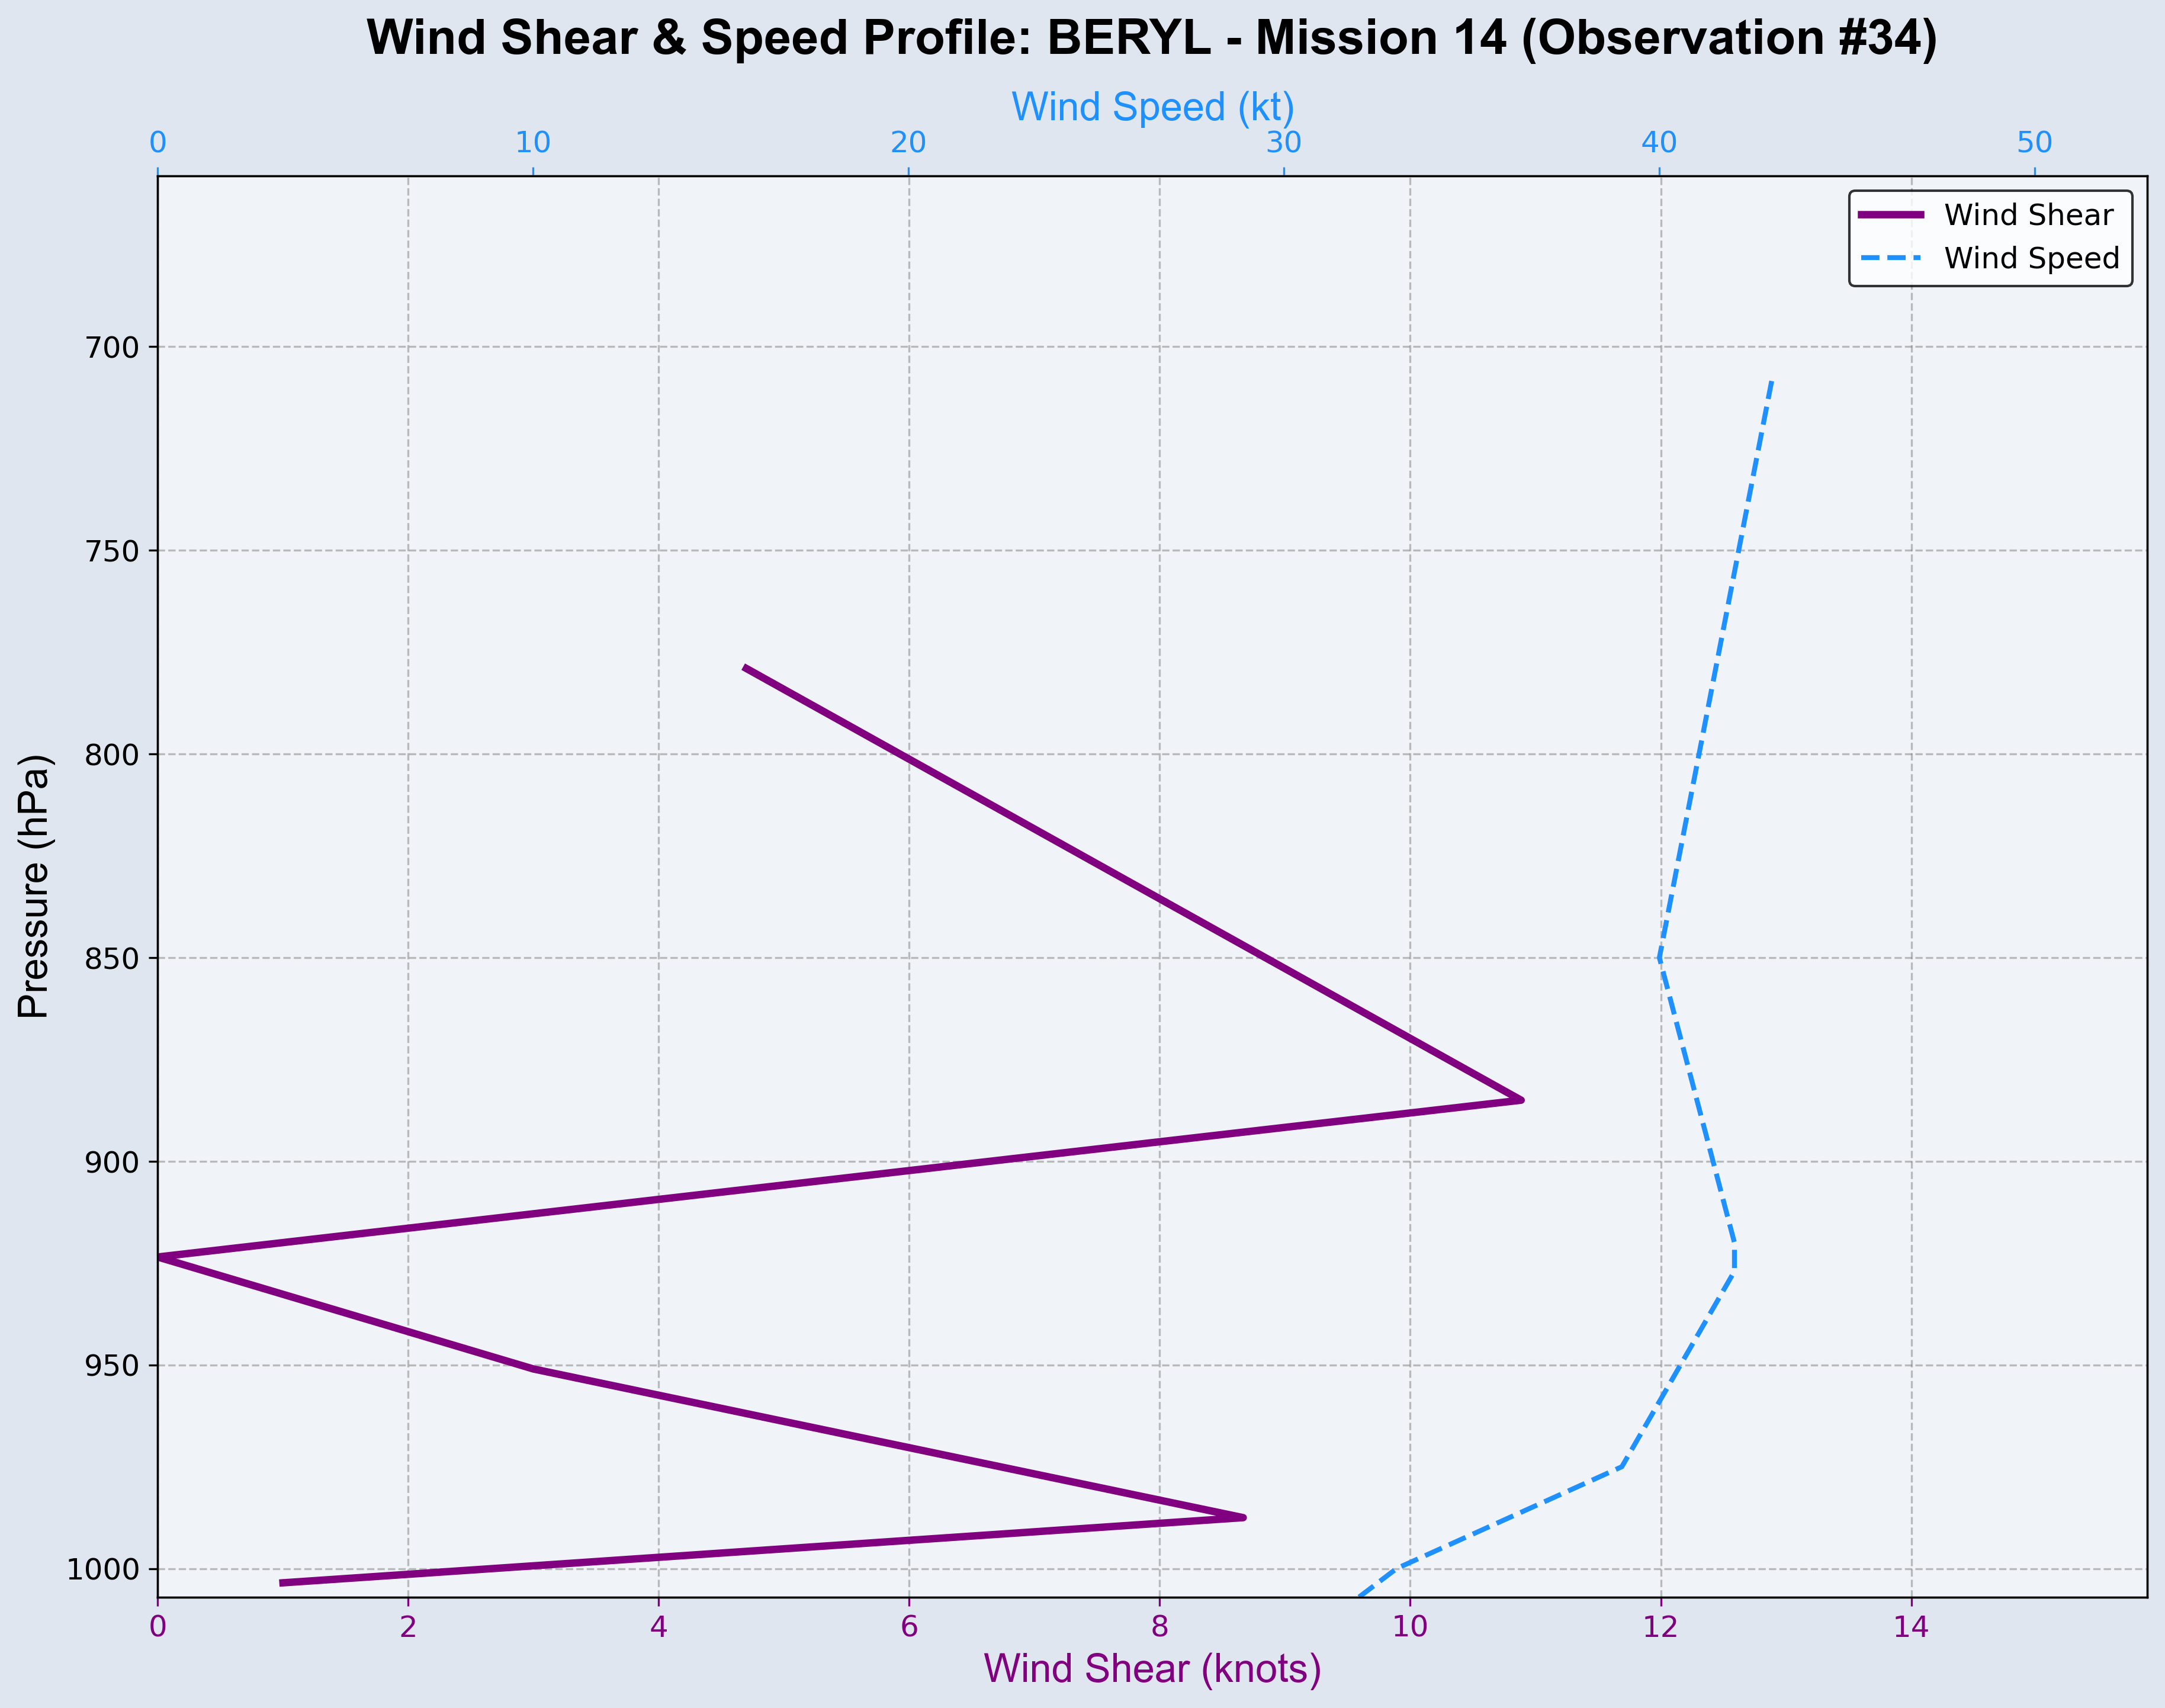 Wind Shear & Speed Profile: BERYL - Mission 14 (Observation #34)
Wind Speed (kt)
0 10 20 30 40 50
Wind Shear
Wind Speed
700
750
800
850
900
950
1000
Pressure (hPa)
0 2 4 6 8 10 12 14
Wind Shear (knots)